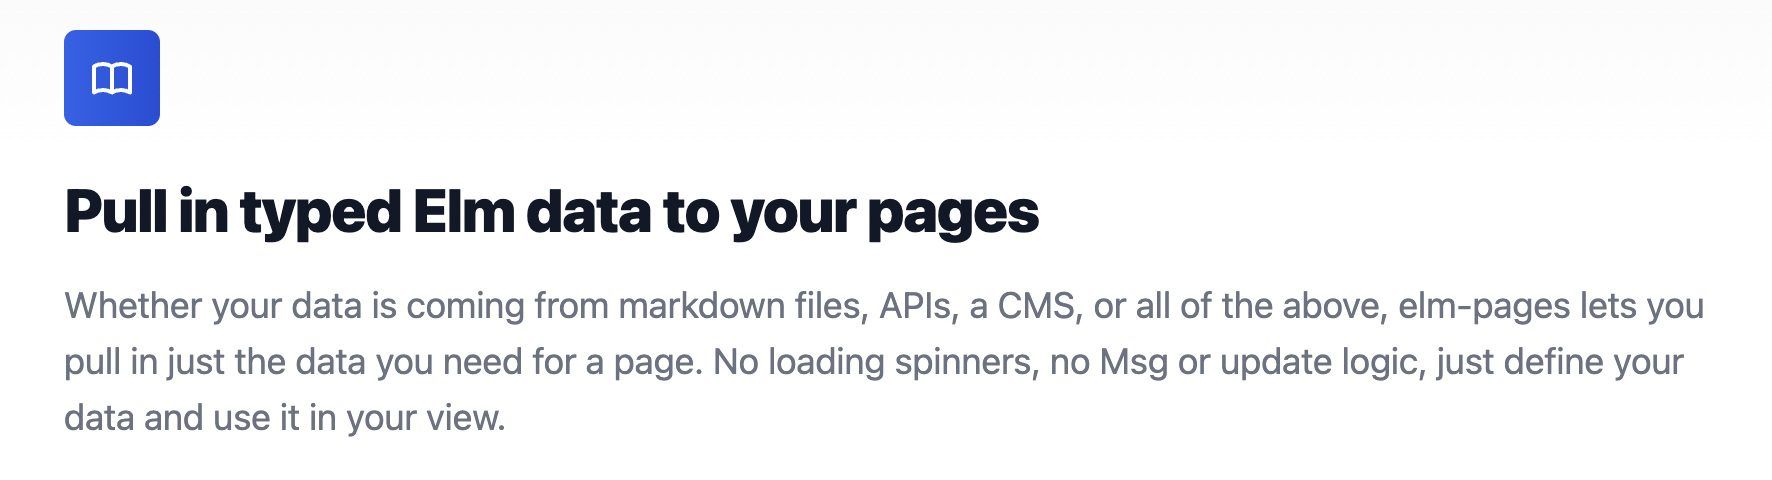 Pull in typed Elm data to your pages
Whether your data is coming from markdown files, APIs, a CMS, or all of the above, elm-pages lets you
pull in just the data you need for a page. No loading spinners, no Msg or update logic, just define your
data and use it in your view.